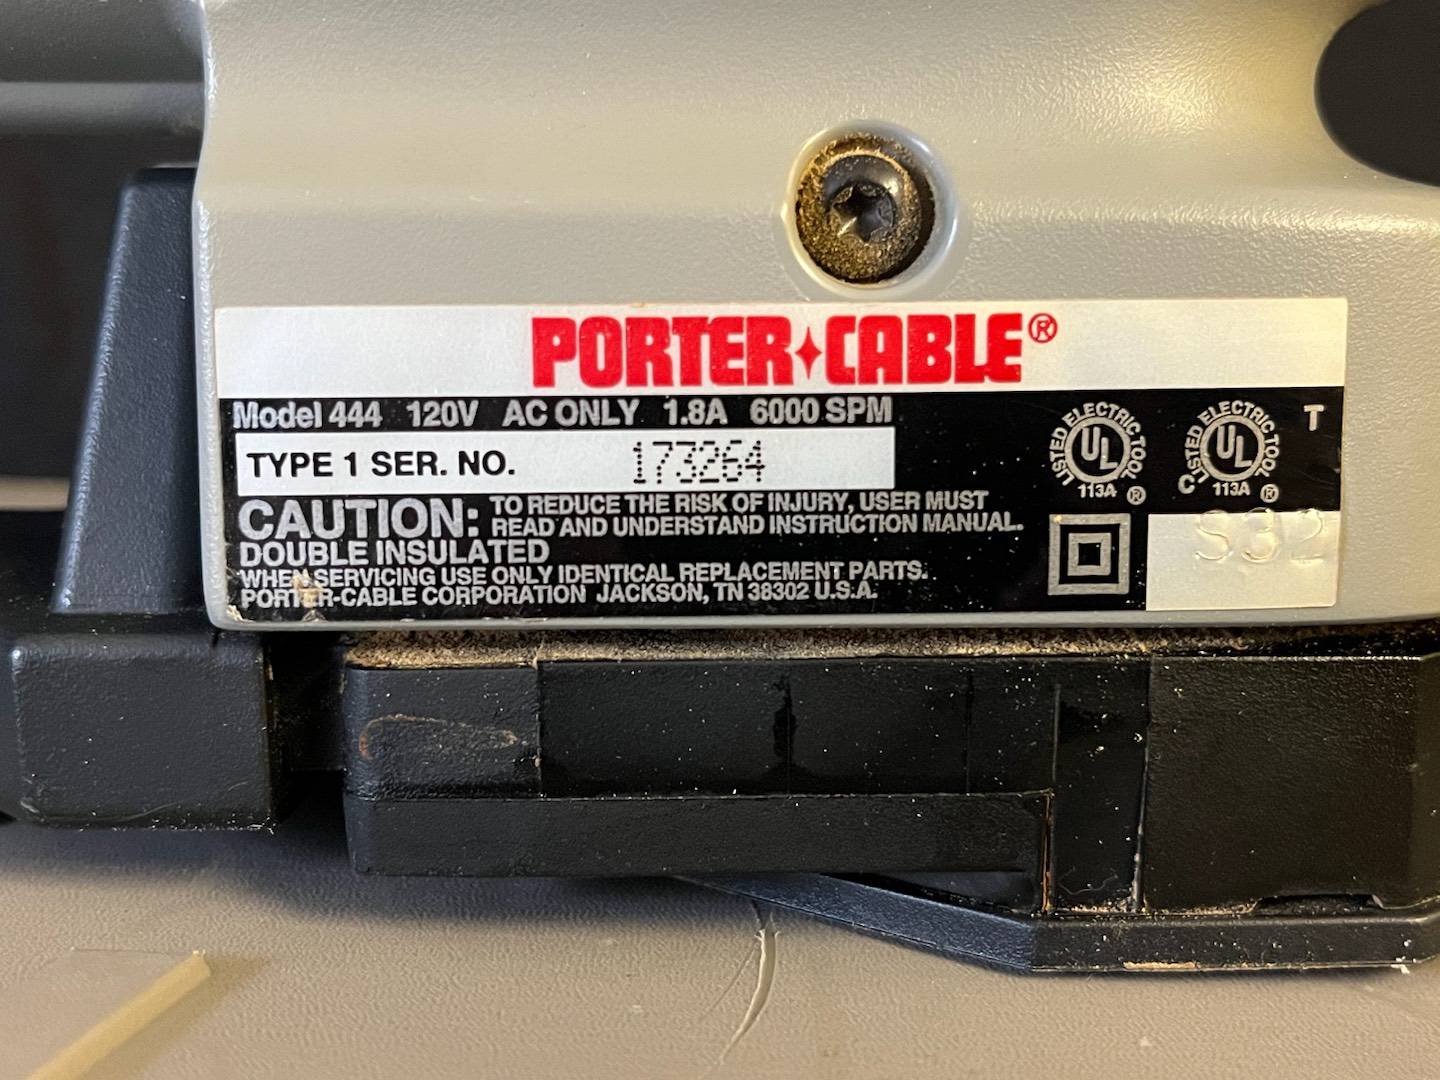 PORTER✦CABLE®
Model 444 120V AC ONLY 1.8A 6000 SPM
TYPE 1 SER. NO. 173264
CAUTION: TO REDUCE THE RISK OF INJURY, USER MUST
READ AND UNDERSTAND INSTRUCTION MANUAL.
DOUBLE INSULATED
WHEN SERVICING USE ONLY IDENTICAL REPLACEMENT PARTS.
PORTER-CABLE CORPORATION JACKSON, TN 38302 U.S.A.
LISTED ELECTRIC TOOL
UL
113A ®
LISTED ELECTRIC TOOL
C UL
113A ®
T
S32